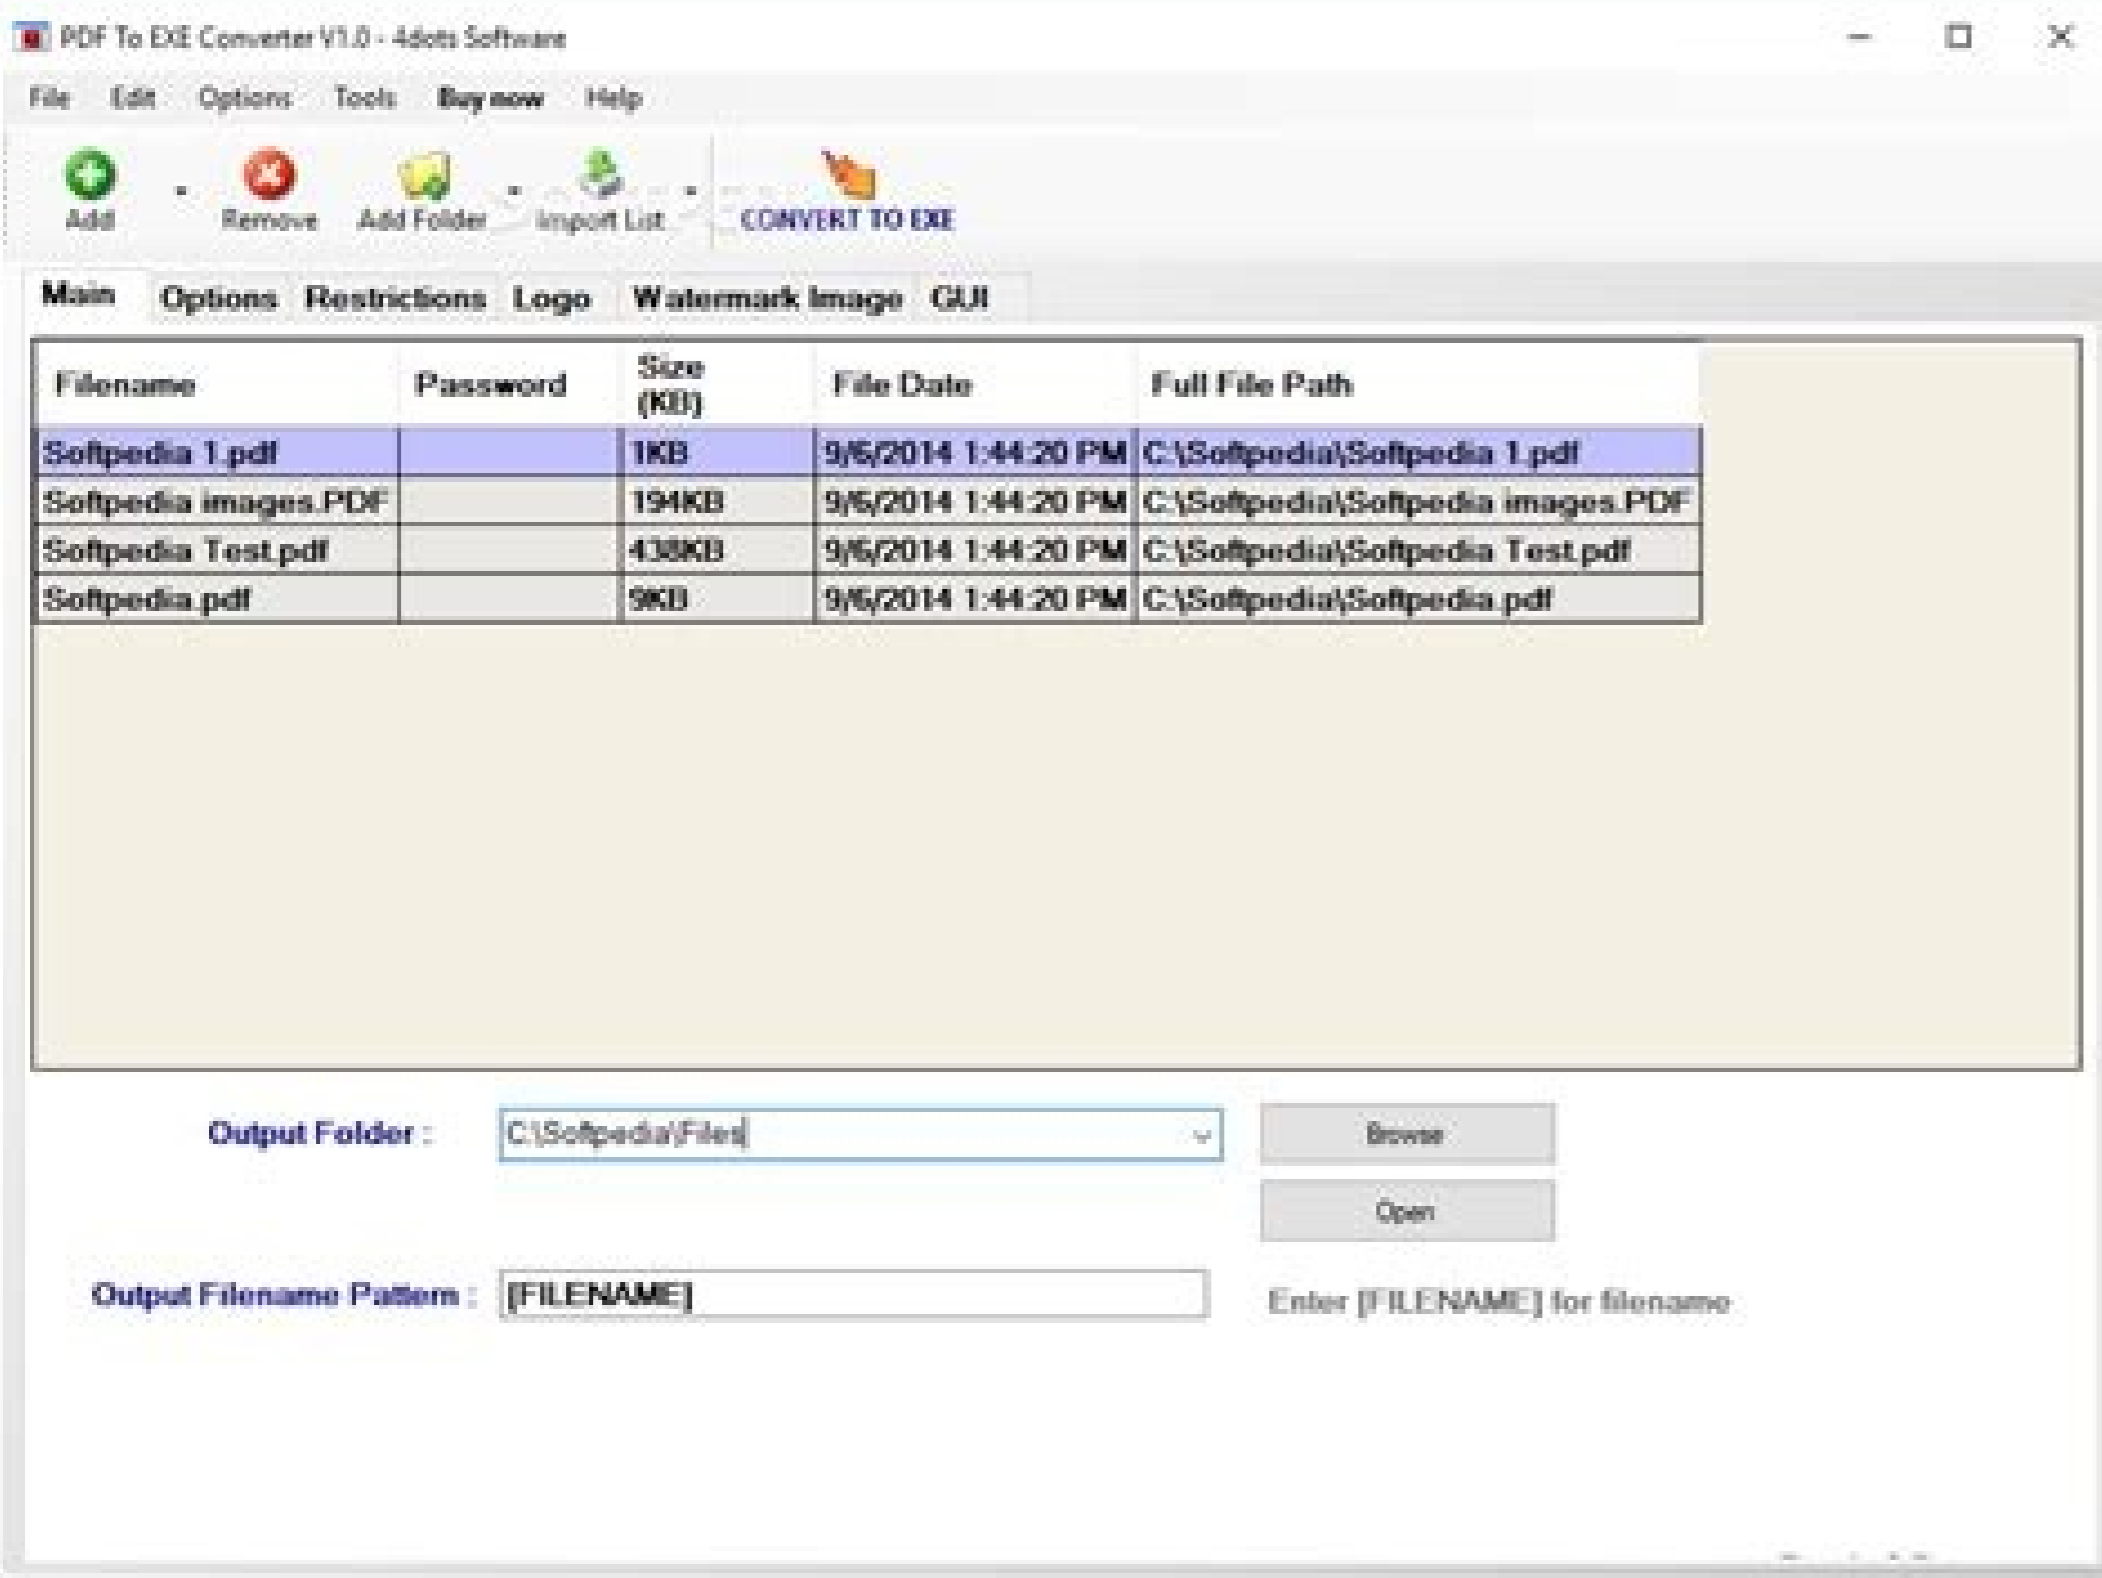 PDF To EXE Converter V1.0 - 4dots Software
File Edit Options Tools Buy now Help
Add Remove Add Folder Import List CONVERT TO EXE
Main Options Restrictions Logo Watermark Image GUI
Filename Password Size (KB) File Date Full File Path
Softpedia 1.pdf 1KB 9/6/2014 1:44:20 PM C:\Softpedia\Softpedia 1.pdf
Softpedia images.PDF 194KB 9/6/2014 1:44:20 PM C:\Softpedia\Softpedia images.PDF
Softpedia Test.pdf 438KB 9/6/2014 1:44:20 PM C:\Softpedia\Softpedia Test.pdf
Softpedia.pdf 9KB 9/6/2014 1:44:20 PM C:\Softpedia\Softpedia.pdf
Output Folder : C:\Softpedia\Files Browse
Open
Output Filename Pattern : [FILENAME] Enter [FILENAME] for filename